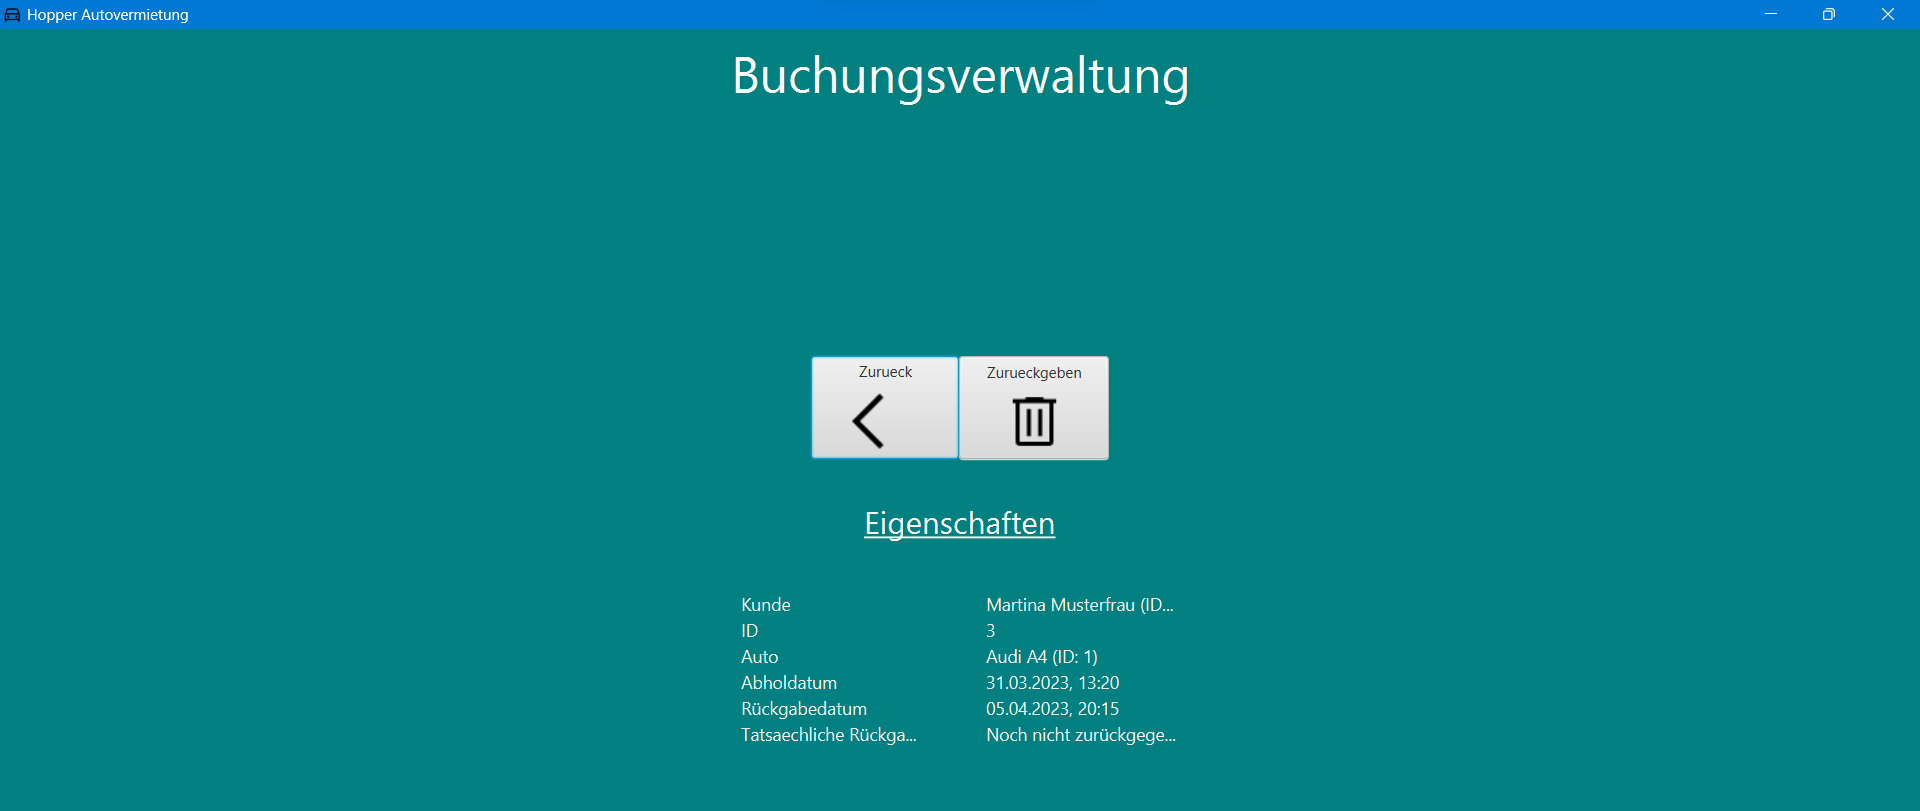 Hopper Autovermietung
Buchungsverwaltung
Zurueck
Zurueckgeben
Eigenschaften
Kunde Martina Musterfrau (ID...
ID 3
Auto Audi A4 (ID: 1)
Abholdatum 31.03.2023, 13:20
Rückgabedatum 05.04.2023, 20:15
Tatsaechliche Rückga... Noch nicht zurückgege...